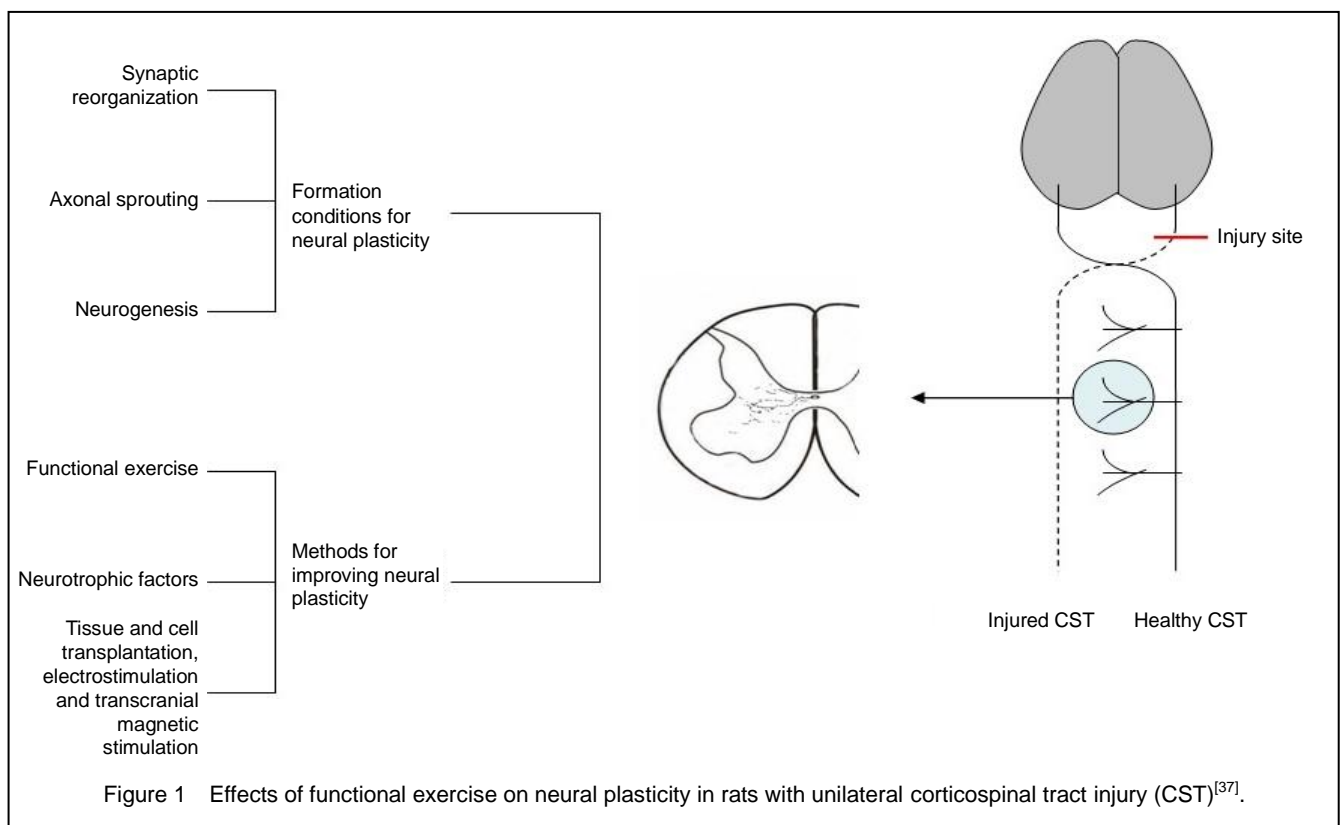 Synaptic
reorganization
Axonal sprouting
Neurogenesis
Formation
conditions for
neural plasticity
Functional exercise
Neurotrophic factors
Tissue and cell
transplantation,
electrostimulation
and transcranial
magnetic
stimulation
Methods for
improving neural
plasticity
Injury site
Injured CST
Healthy CST
Figure 1 Effects of functional exercise on neural plasticity in rats with unilateral corticospinal tract injury (CST)[37].